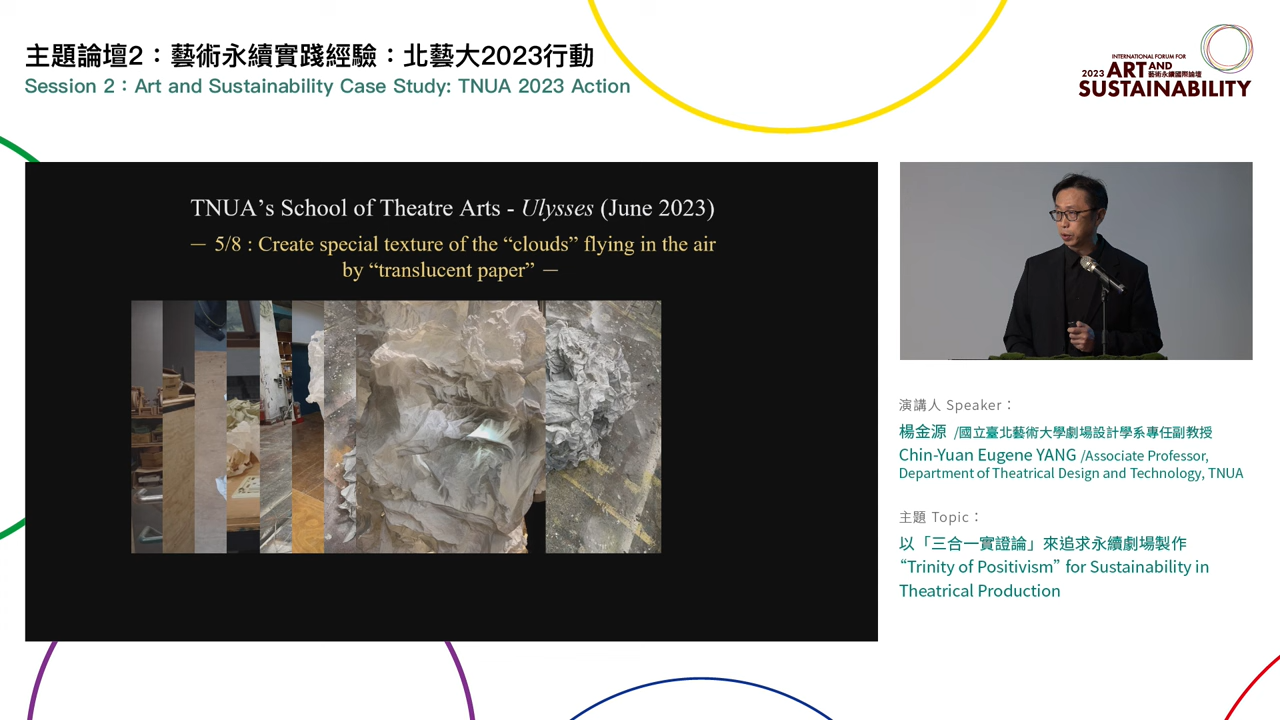 主題論壇2：藝術永續實踐經驗：北藝大2023行動
Session 2：Art and Sustainability Case Study: TNUA 2023 Action
INTERNATIONAL FORUM FOR
2023 ART AND
藝術永續國際論壇
SUSTAINABILITY
TNUA’s School of Theatre Arts - Ulysses (June 2023)
— 5/8 : Create special texture of the “clouds” flying in the air
by “translucent paper” —
演講人 Speaker：
楊金源 /國立臺北藝術大學劇場設計學系專任副教授
Chin-Yuan Eugene YANG /Associate Professor,
Department of Theatrical Design and Technology, TNUA
主題 Topic：
以「三合一實證論」來追求永續劇場製作
“Trinity of Positivism” for Sustainability in
Theatrical Production